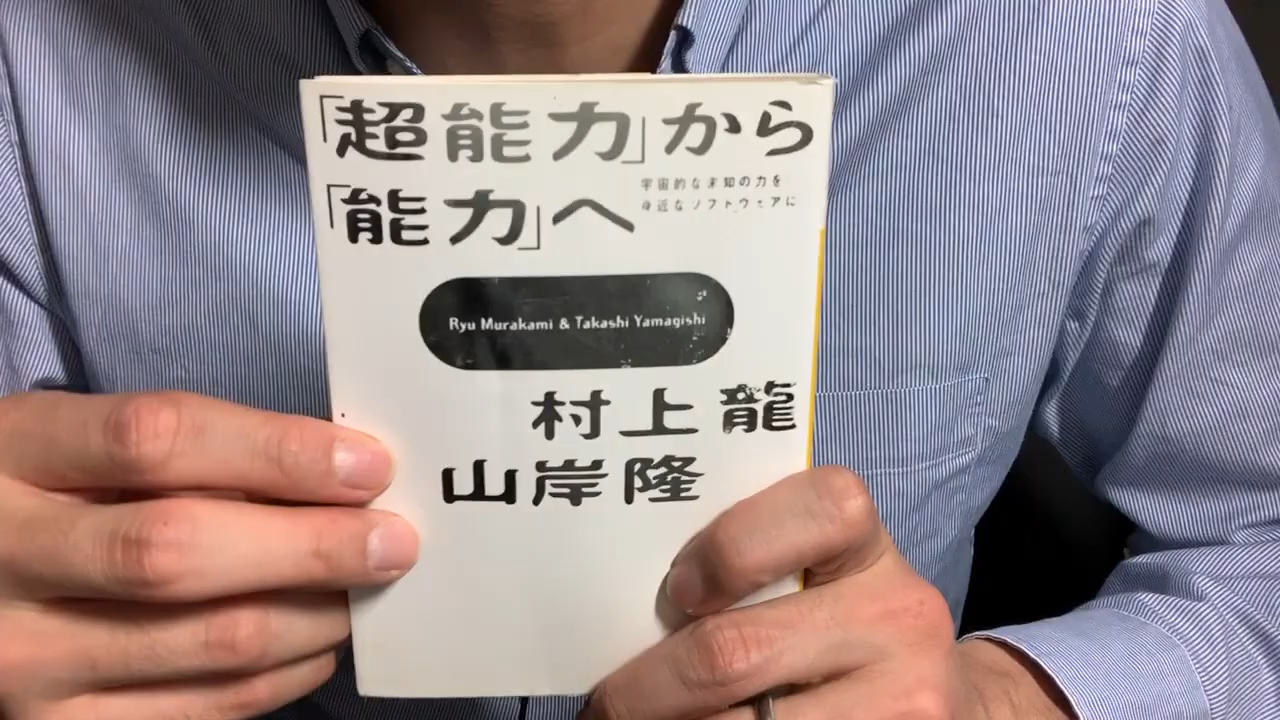 「超能力」から
「能力」へ
宇宙的な未知の力を
身近なソフトウェアに
Ryu Murakami & Takashi Yamagishi
村上龍
山岸隆